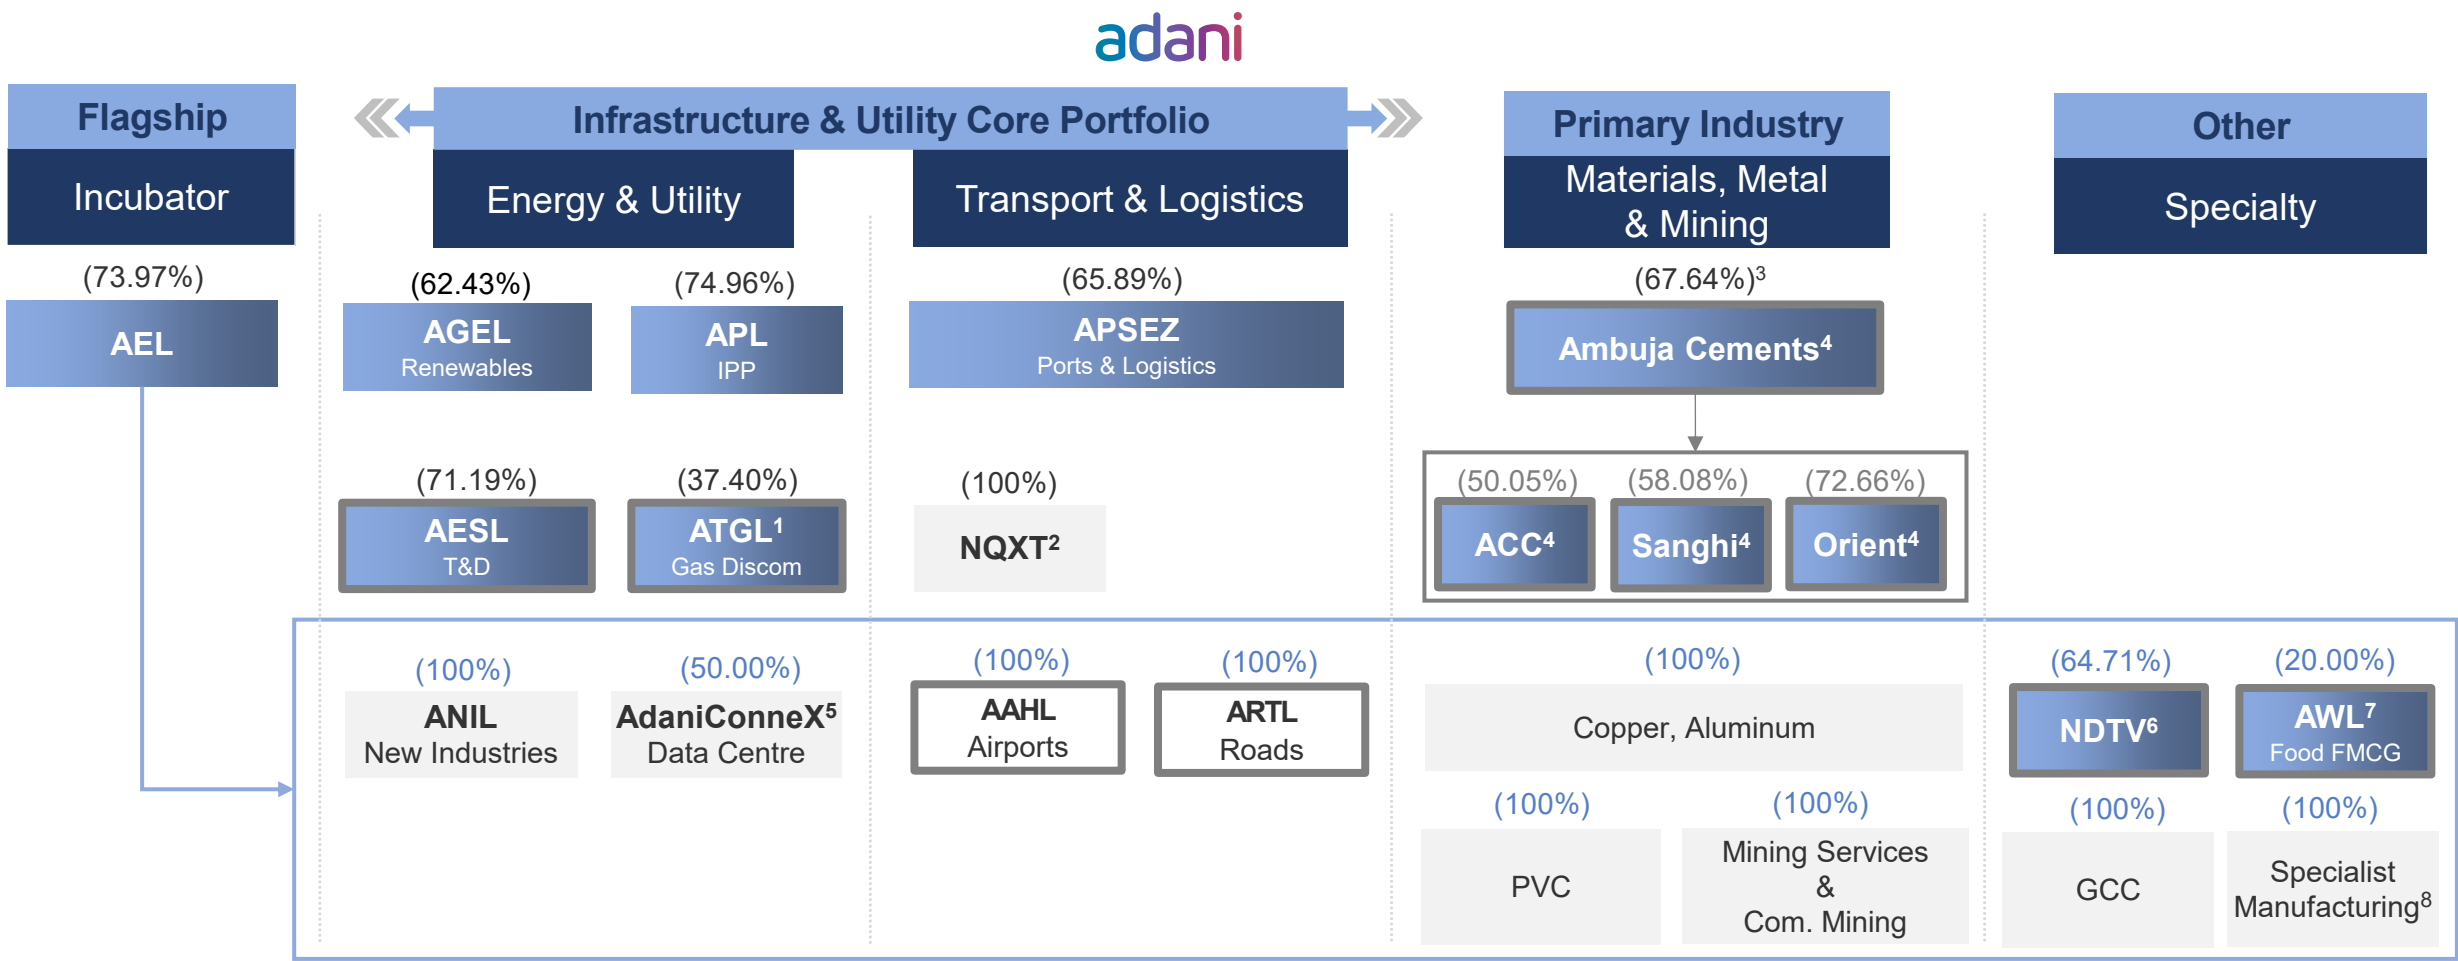 adani
Flagship
Incubator
(73.97%)
AEL
Infrastructure & Utility Core Portfolio
Energy & Utility
(62.43%)
AGEL
Renewables
(74.96%)
APL
IPP
(71.19%)
AESL
T&D
(37.40%)
ATGL¹
Gas Discom
Transport & Logistics
(65.89%)
APSEZ
Ports & Logistics
(100%)
NQXT²
Primary Industry
Materials, Metal
& Mining
(67.64%)³
Ambuja Cements⁴
(50.05%)
ACC⁴
(58.08%)
Sanghi⁴
(72.66%)
Orient⁴
Other
Specialty
(100%)
ANIL
New Industries
(50.00%)
AdaniConneX⁵
Data Centre
(100%)
AAHL
Airports
(100%)
ARTL
Roads
(100%)
Copper, Aluminum
(100%)
PVC
(100%)
Mining Services
&
Com. Mining
(64.71%)
NDTV⁶
(20.00%)
AWL⁷
Food FMCG
(100%)
GCC
(100%)
Specialist
Manufacturing⁸